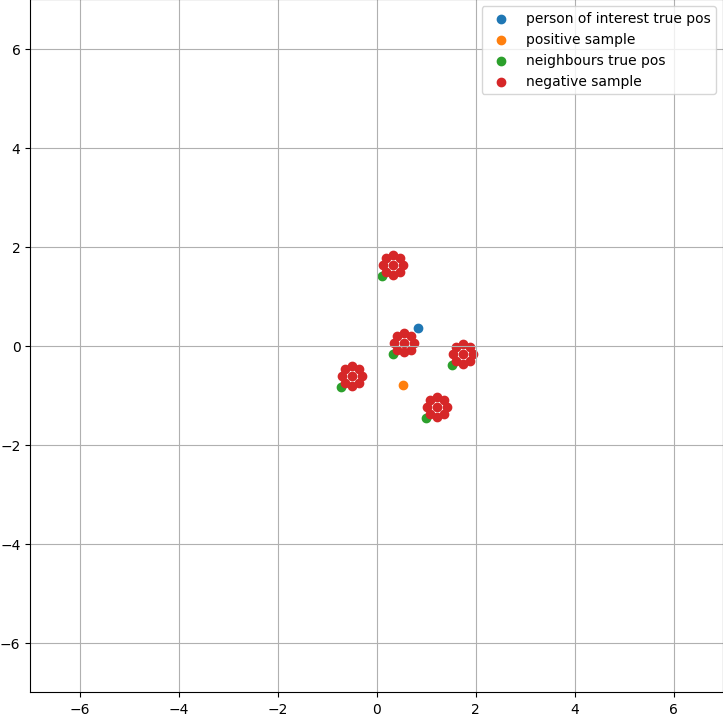 person of interest true pos
positive sample
neighbours true pos
negative sample
6
4
2
0
−2
−4
−6
−6 −4 −2 0 2 4 6